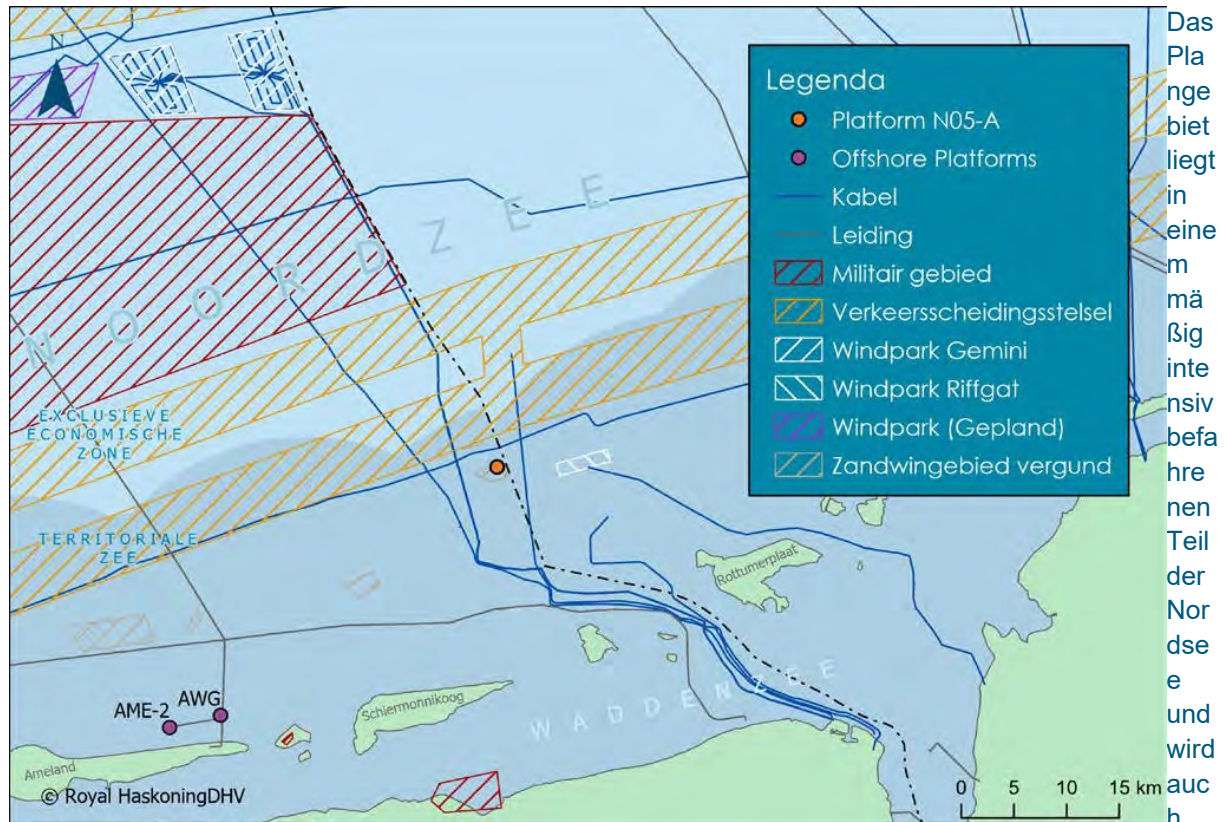 N
NOORDZEE
EXCLUSIEVE
ECONOMISCHE
ZONE
TERRITORIALE
ZEE
Legenda
Platform N05-A
Offshore Platforms
Kabel
Leiding
Militair gebied
Verkeersscheidingsstelsel
Windpark Gemini
Windpark Riffgat
Windpark (Gepland)
Zandwingebied vergund
Rottumerplaat
AME-2
AWG
Schiermonnikoog
WADDENZEE
Ameland
© Royal HaskoningDHV
0 5 10 15 km
Das
Pla
nge
biet
liegt
in
eine
m
mä
ßig
inte
nsiv
befa
hre
nen
Teil
der
Nor
dse
e
und
wird
auc
h